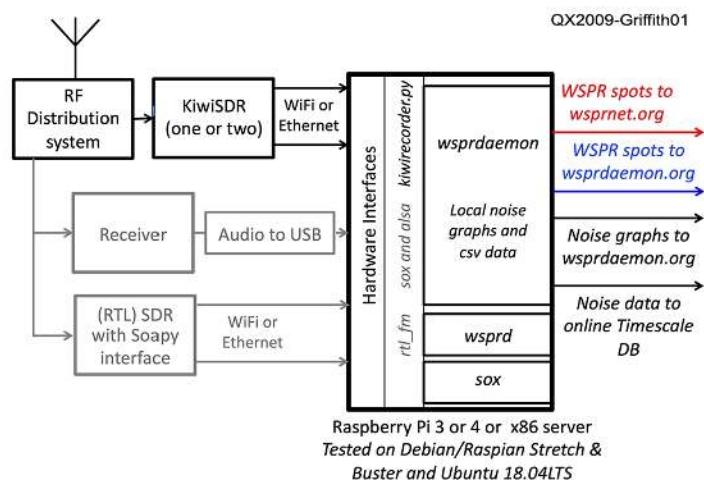 QX2009-Griffith01
RF
Distribution
system
KiwiSDR
(one or two)
WiFi or
Ethernet
Receiver
Audio to USB
(RTL) SDR
with Soapy
interface
WiFi or
Ethernet
Hardware Interfaces
kiwirecorder.py
sox and alsa
rtl_fm
wsprdaemon
Local noise
graphs and
csv data
wsprd
sox
WSPR spots to
wsprnet.org
WSPR spots to
wsprdaemon.org
Noise graphs to
wsprdaemon.org
Noise data to
online Timescale
DB
Raspberry Pi 3 or 4 or x86 server
Tested on Debian/Raspian Stretch &
Buster and Ubuntu 18.04LTS